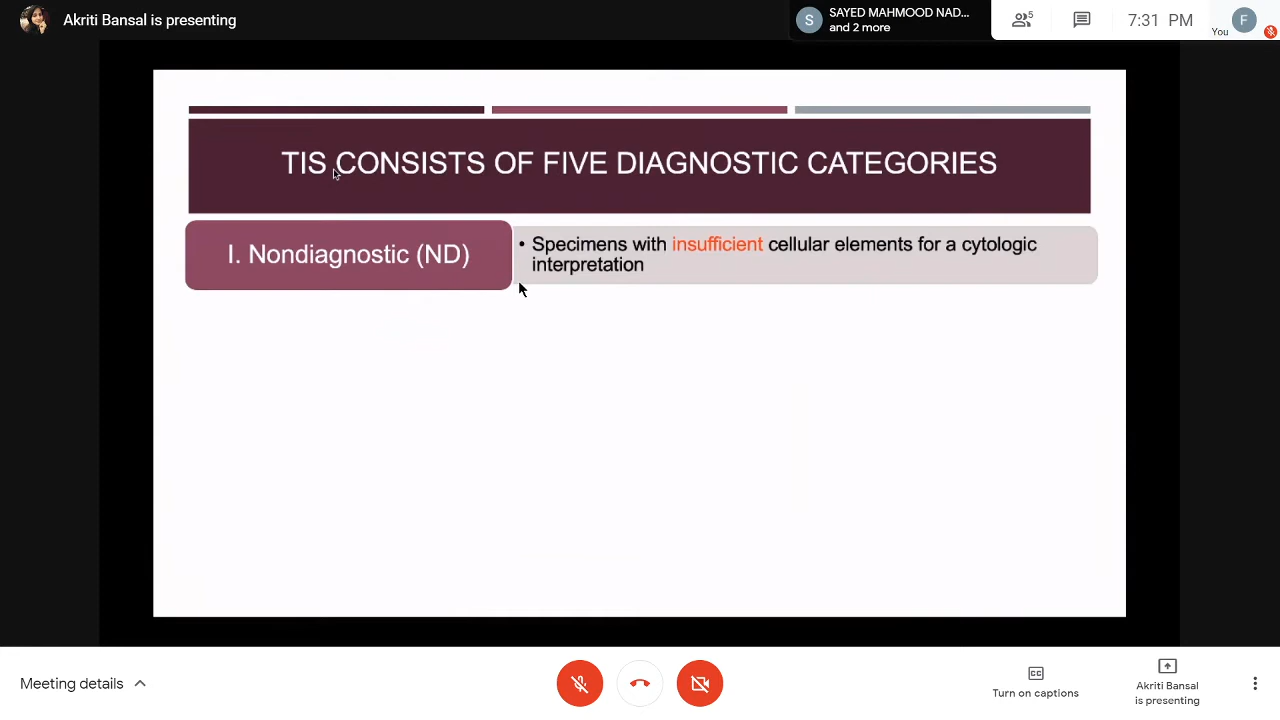 Akriti Bansal is presenting
S
SAYED MAHMOOD NAD...
and 2 more
5
7:31 PM
You
F
TIS CONSISTS OF FIVE DIAGNOSTIC CATEGORIES
I. Nondiagnostic (ND)
• Specimens with insufficient cellular elements for a cytologic
interpretation
Meeting details
CC
Turn on captions
Akriti Bansal
is presenting